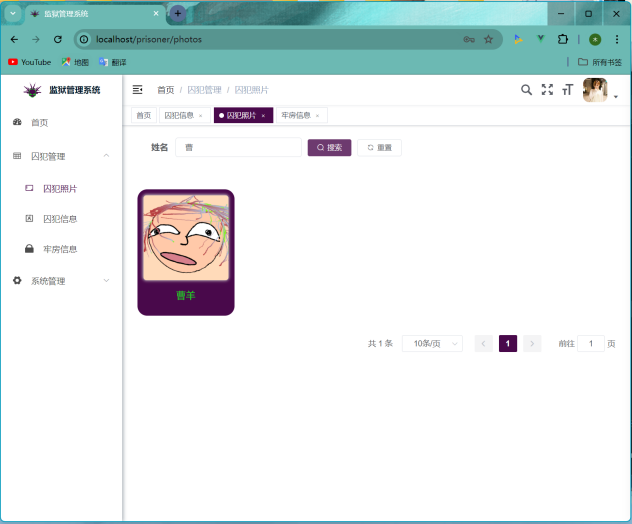 监狱管理系统
localhost/prisoner/photos
YouTube 地图 翻译 所有书签
监狱管理系统
首页 / 囚犯管理 / 囚犯照片
首页 囚犯信息 × 囚犯照片 × 牢房信息 ×
首页
囚犯管理
囚犯照片
囚犯信息
牢房信息
系统管理
姓名 曹 搜索 重置
曹羊
共 1 条 10条/页 1 前往 1 页